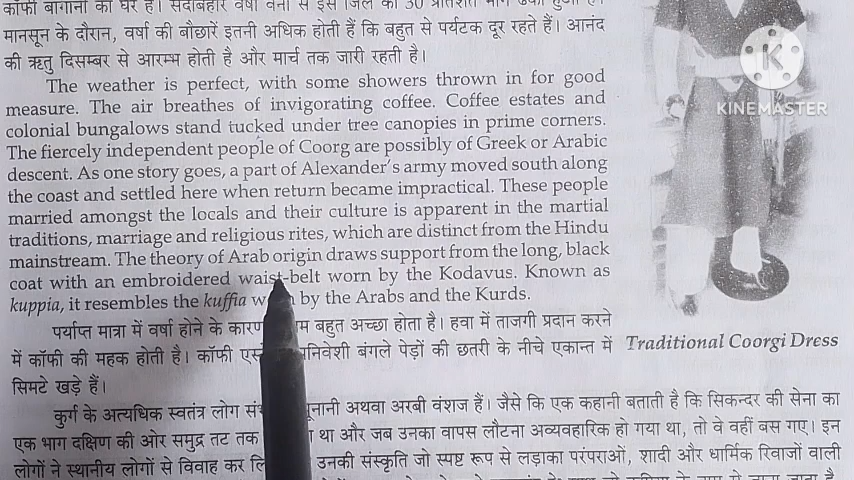 कॉफी बागानों का घर है। सदाबहार वर्षा वनों से इस जिले का 30 प्रतिशत भाग ढका हुआ है।
मानसून के दौरान, वर्षा की बौछारें इतनी अधिक होती हैं कि बहुत से पर्यटक दूर रहते हैं। आनंद
की ऋतु दिसम्बर से आरम्भ होती है और मार्च तक जारी रहती है।
The weather is perfect, with some showers thrown in for good
measure. The air breathes of invigorating coffee. Coffee estates and
colonial bungalows stand tucked under tree canopies in prime corners.
The fiercely independent people of Coorg are possibly of Greek or Arabic
descent. As one story goes, a part of Alexander's army moved south along
the coast and settled here when return became impractical. These people
married amongst the locals and their culture is apparent in the martial
traditions, marriage and religious rites, which are distinct from the Hindu
mainstream. The theory of Arab origin draws support from the long, black
coat with an embroidered waist-belt worn by the Kodavus. Known as
kuppia, it resembles the kuffia by the Arabs and the Kurds.
पर्याप्त मात्रा में वर्षा होने के कारण बहुत अच्छा होता है। हवा में ताजगी प्रदान करने
में कॉफी की महक होती है। कॉफी बंगले पेड़ों की छतरी के नीचे एकान्त में
सिमटे खड़े हैं।
कुर्ग के अत्यधिक स्वतंत्र लोग अथवा अरबी वंशज हैं। जैसे कि एक कहानी बताती है कि सिकन्दर की सेना का
एक भाग दक्षिण की ओर समुद्र तट तक था और जब उनका वापस लौटना अव्यवहारिक हो गया था, तो वे वहीं बस गए। इन
लोगों ने स्थानीय लोगों से विवाह कर उनकी संस्कृति जो स्पष्ट रूप से लड़ाका परंपराओं, शादी और धार्मिक रिवाजों वाली
KINEMASTER
Traditional Coorgi Dress